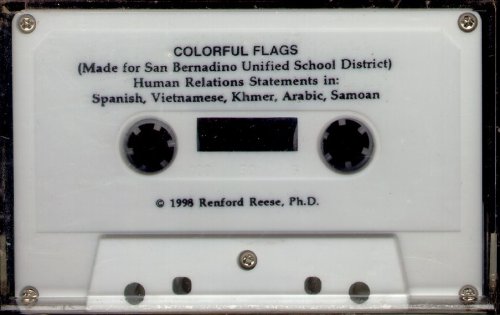 COLORFUL FLAGS
(Made for San Bernadino Unified School District)
Human Relations Statements in:
Spanish, Vietnamese, Khmer, Arabic, Samoan
© 1998 Renford Reese, Ph.D.